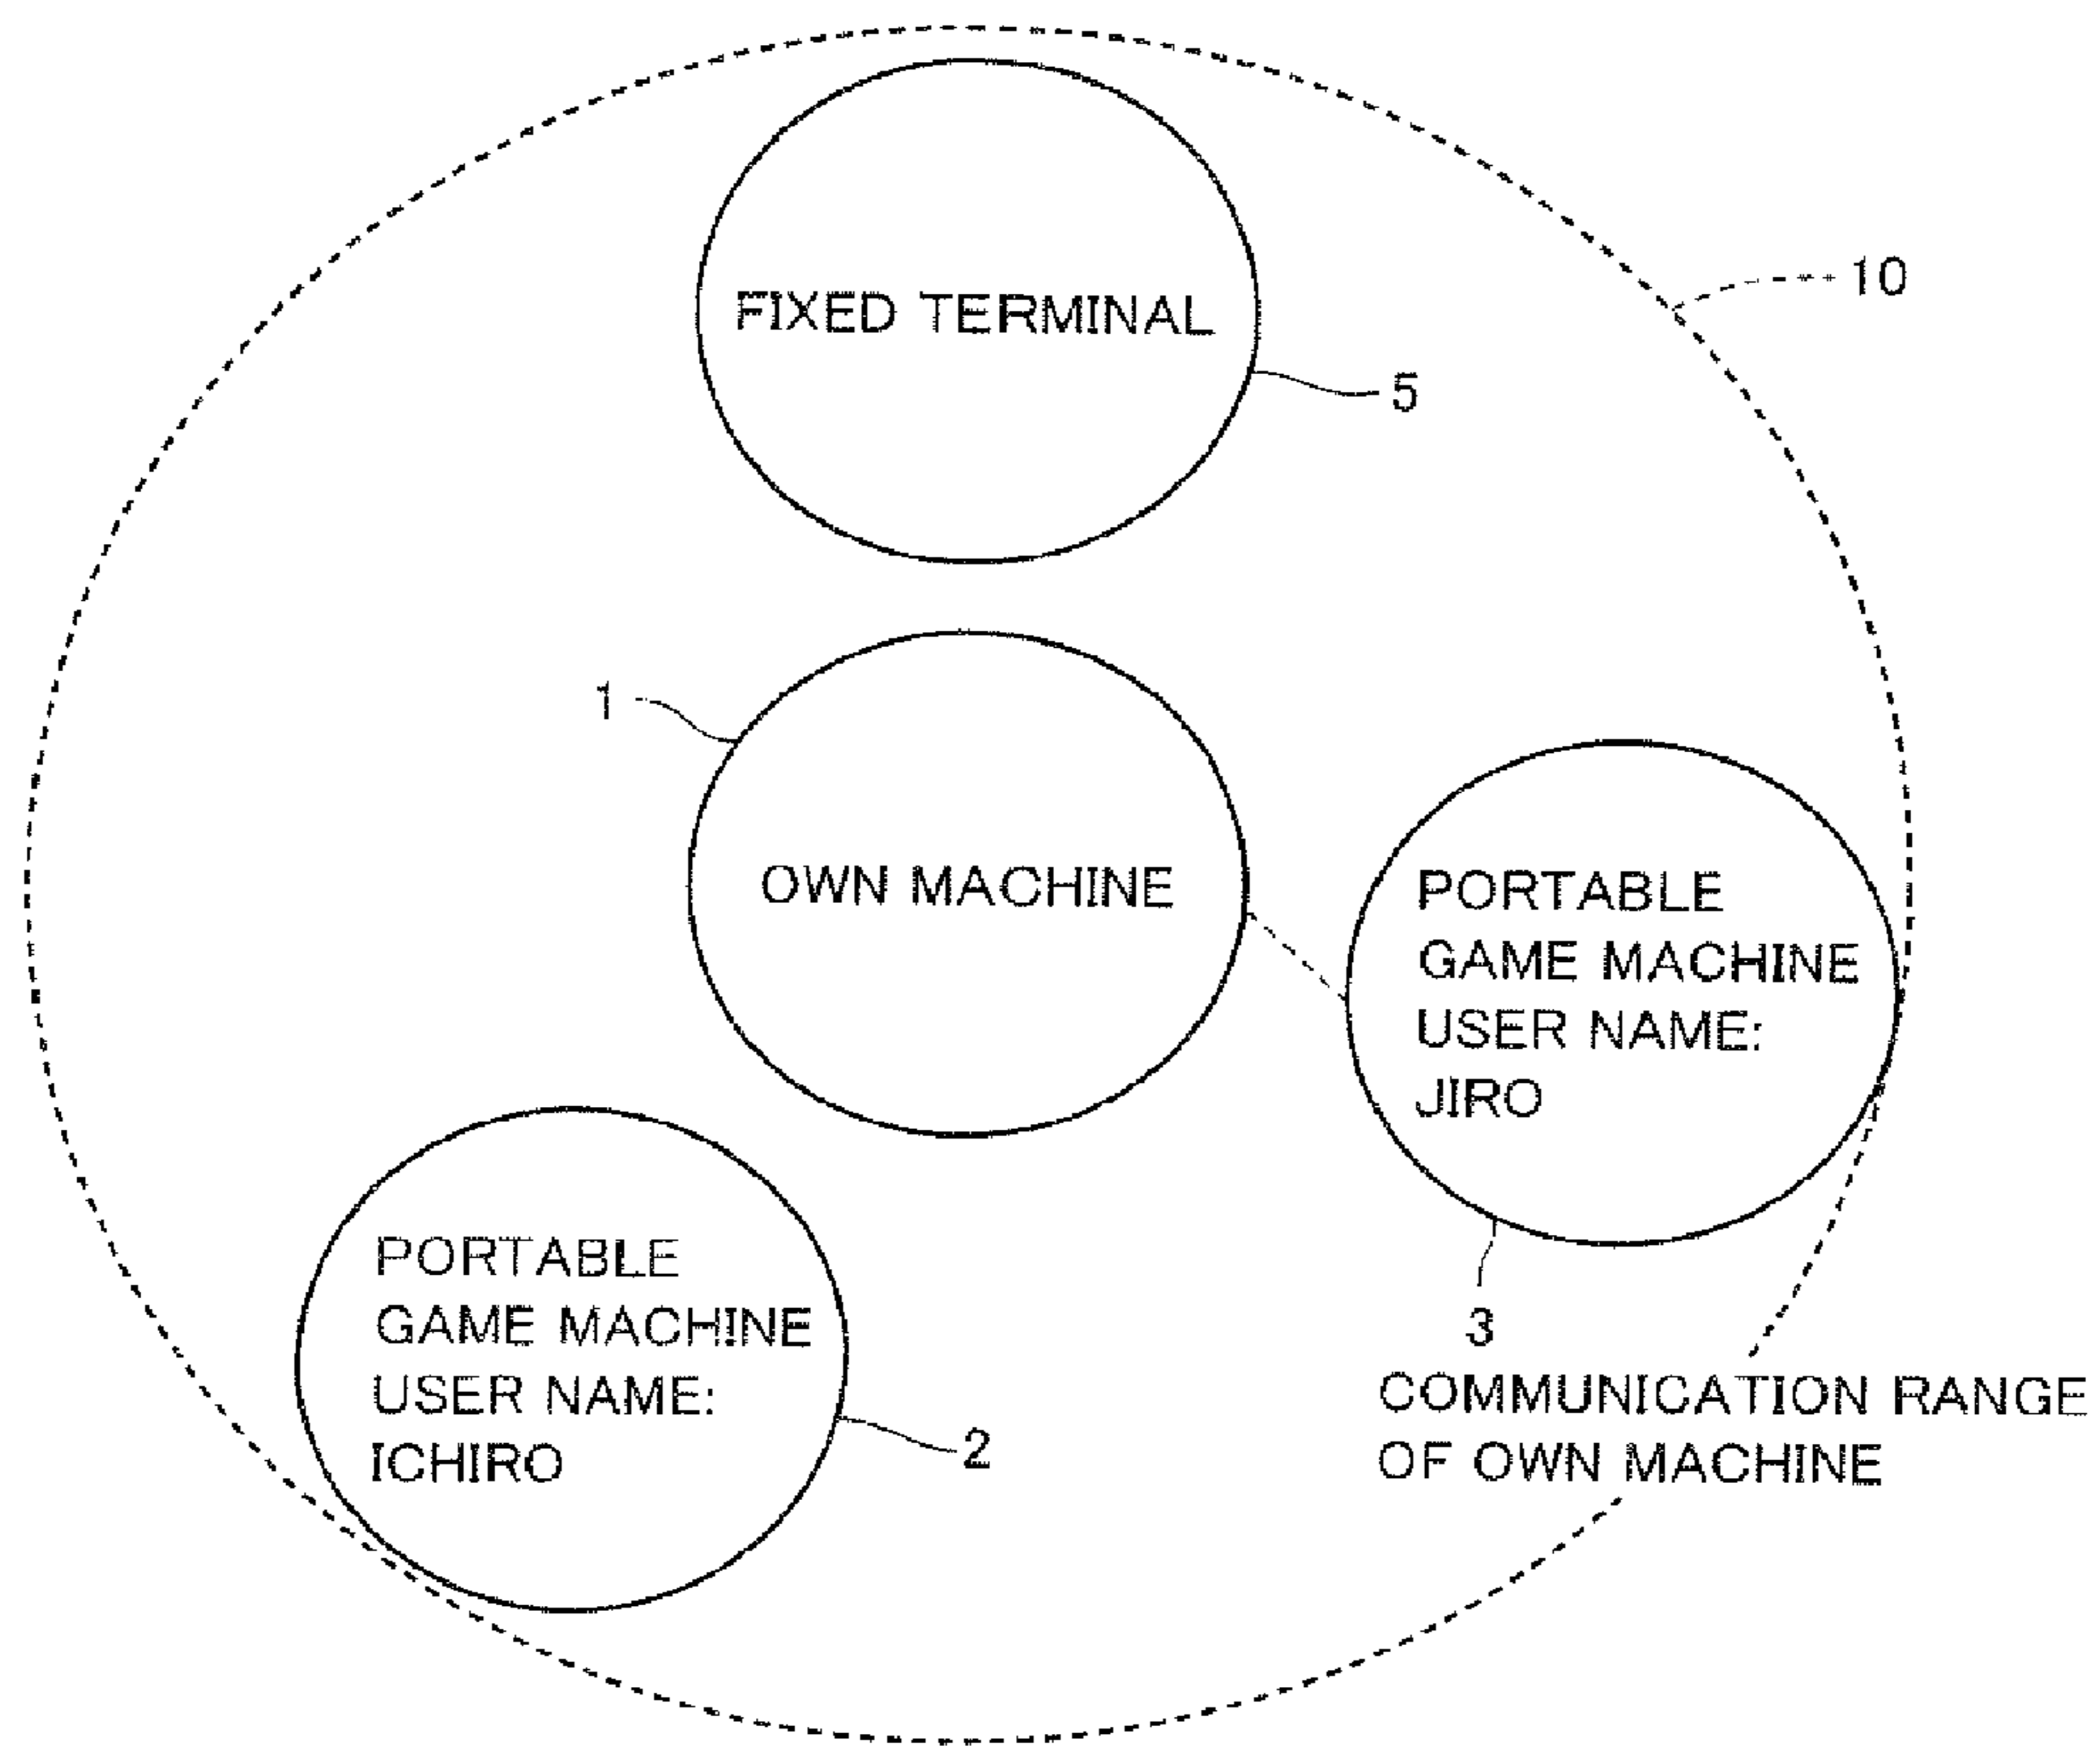 10
FIXED TERMINAL
5
1
OWN MACHINE
PORTABLE
GAME MACHINE
USER NAME:
JIRO
3
PORTABLE
GAME MACHINE
USER NAME:
ICHIRO
2
COMMUNICATION RANGE
OF OWN MACHINE